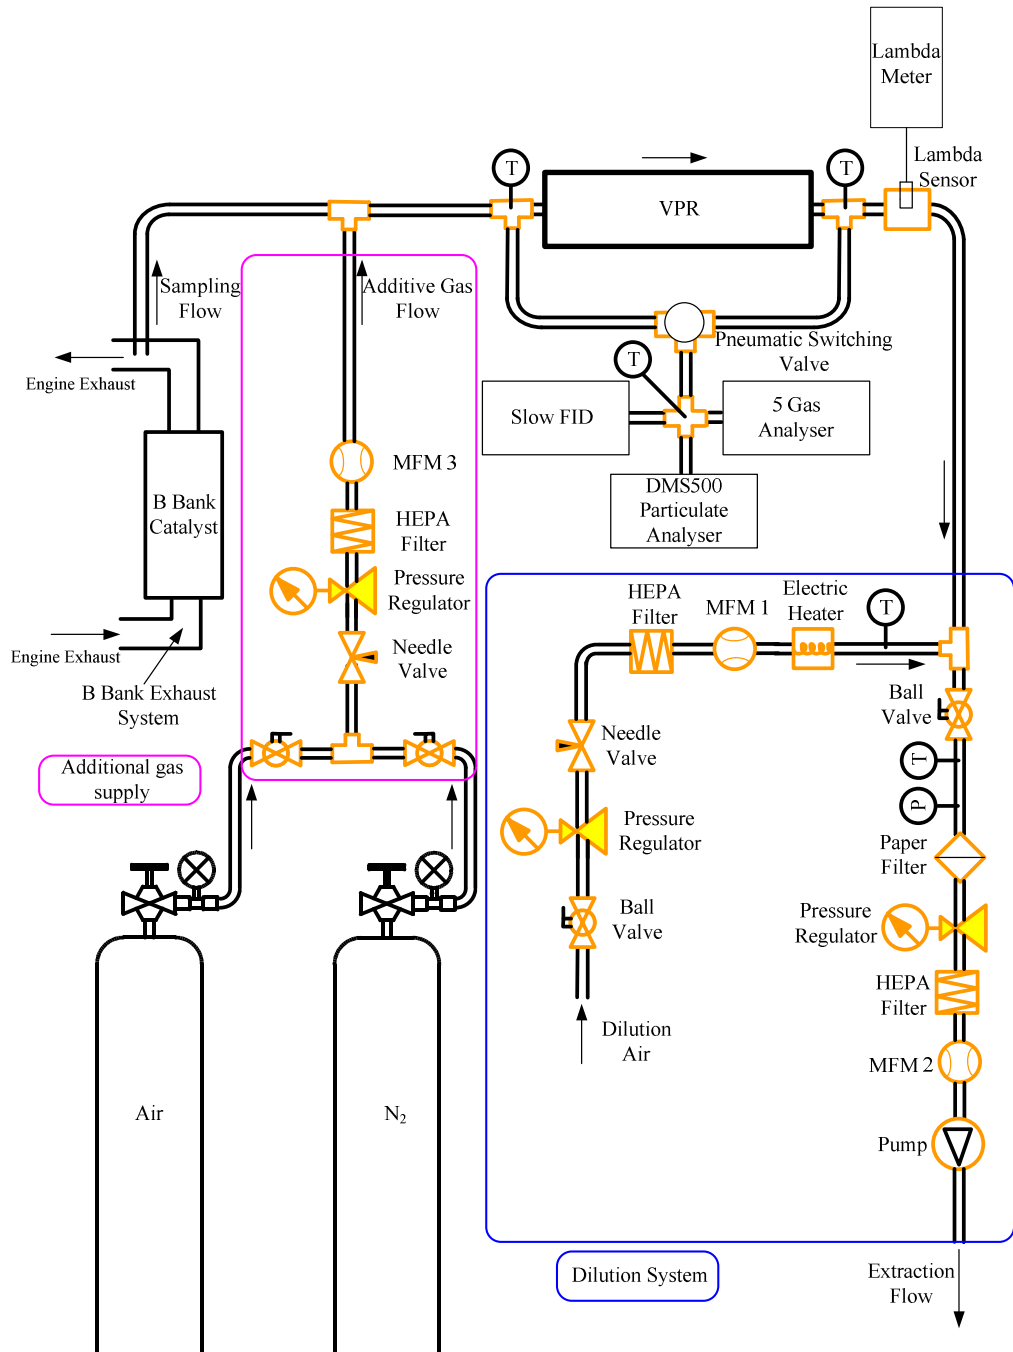 Lambda
Meter
Lambda
Sensor
T
VPR
T
Sampling
Flow
Additive Gas
Flow
Pneumatic Switching
Valve
T
Engine Exhaust
Slow FID
5 Gas
Analyser
MFM 3
B Bank
Catalyst
DMS500
Particulate
Analyser
HEPA
Filter
Pressure
Regulator
HEPA
Filter
MFM 1
Electric
Heater
T
Engine Exhaust
Needle
Valve
B Bank Exhaust
System
Ball
Valve
Needle
Valve
T
Additional gas
supply
P
Pressure
Regulator
Paper
Filter
Ball
Valve
Pressure
Regulator
HEPA
Filter
Dilution
Air
MFM 2
Air
N2
Pump
Dilution System
Extraction
Flow